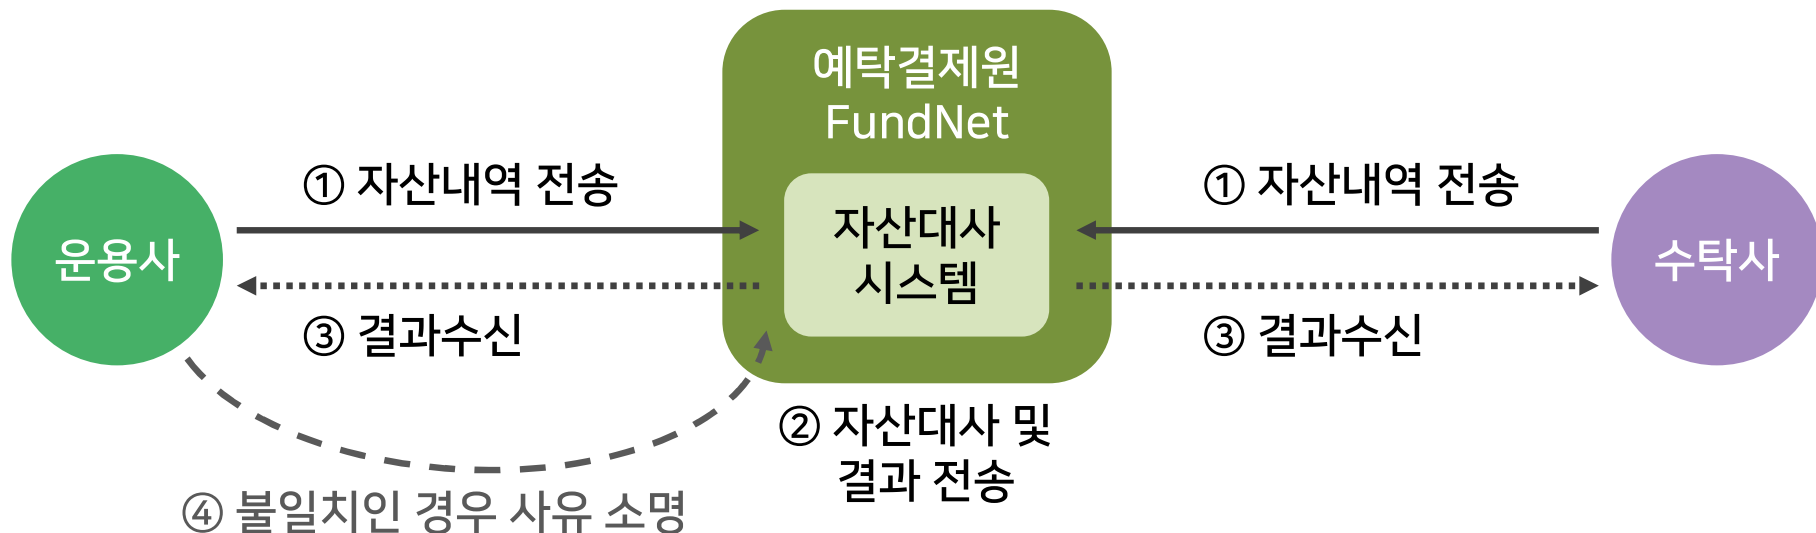 예탁결제원
FundNet
① 자산내역 전송
① 자산내역 전송
운용사
자산대사
시스템
수탁사
③ 결과수신
③ 결과수신
② 자산대사 및
결과 전송
④ 불일치인 경우 사유 소명